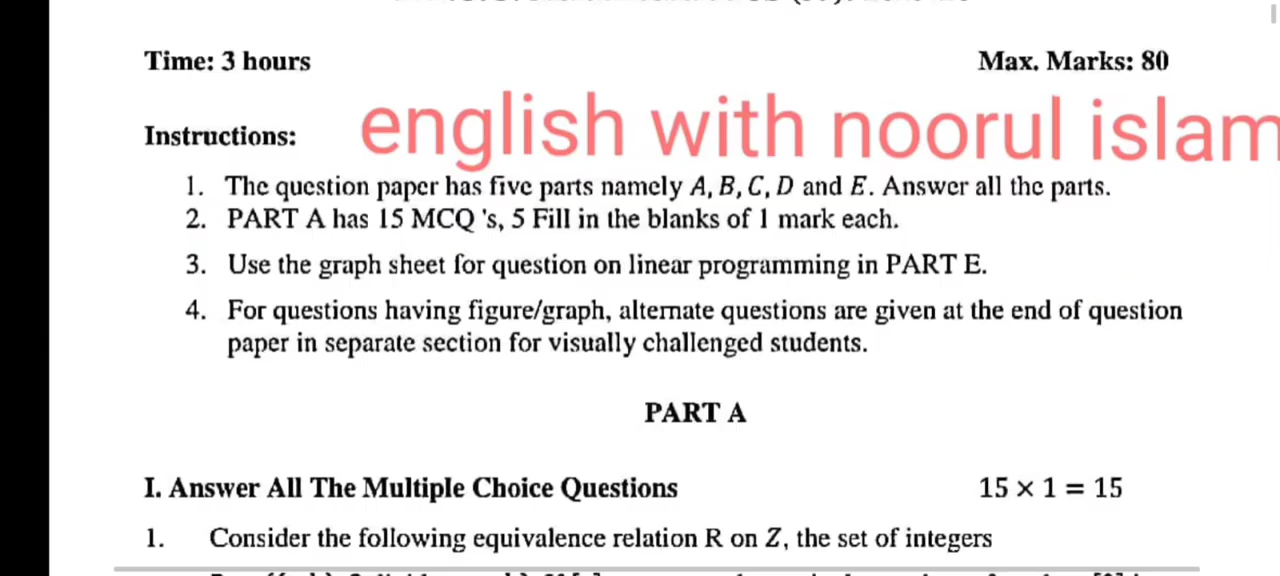 Time: 3 hours Max. Marks: 80
english with noorul islam
Instructions:
1. The question paper has five parts namely A, B, C, D and E. Answer all the parts.
2. PART A has 15 MCQ 's, 5 Fill in the blanks of 1 mark each.
3. Use the graph sheet for question on linear programming in PART E.
4. For questions having figure/graph, alternate questions are given at the end of question
paper in separate section for visually challenged students.
PART A
I. Answer All The Multiple Choice Questions 15 × 1 = 15
1. Consider the following equivalence relation R on Z, the set of integers